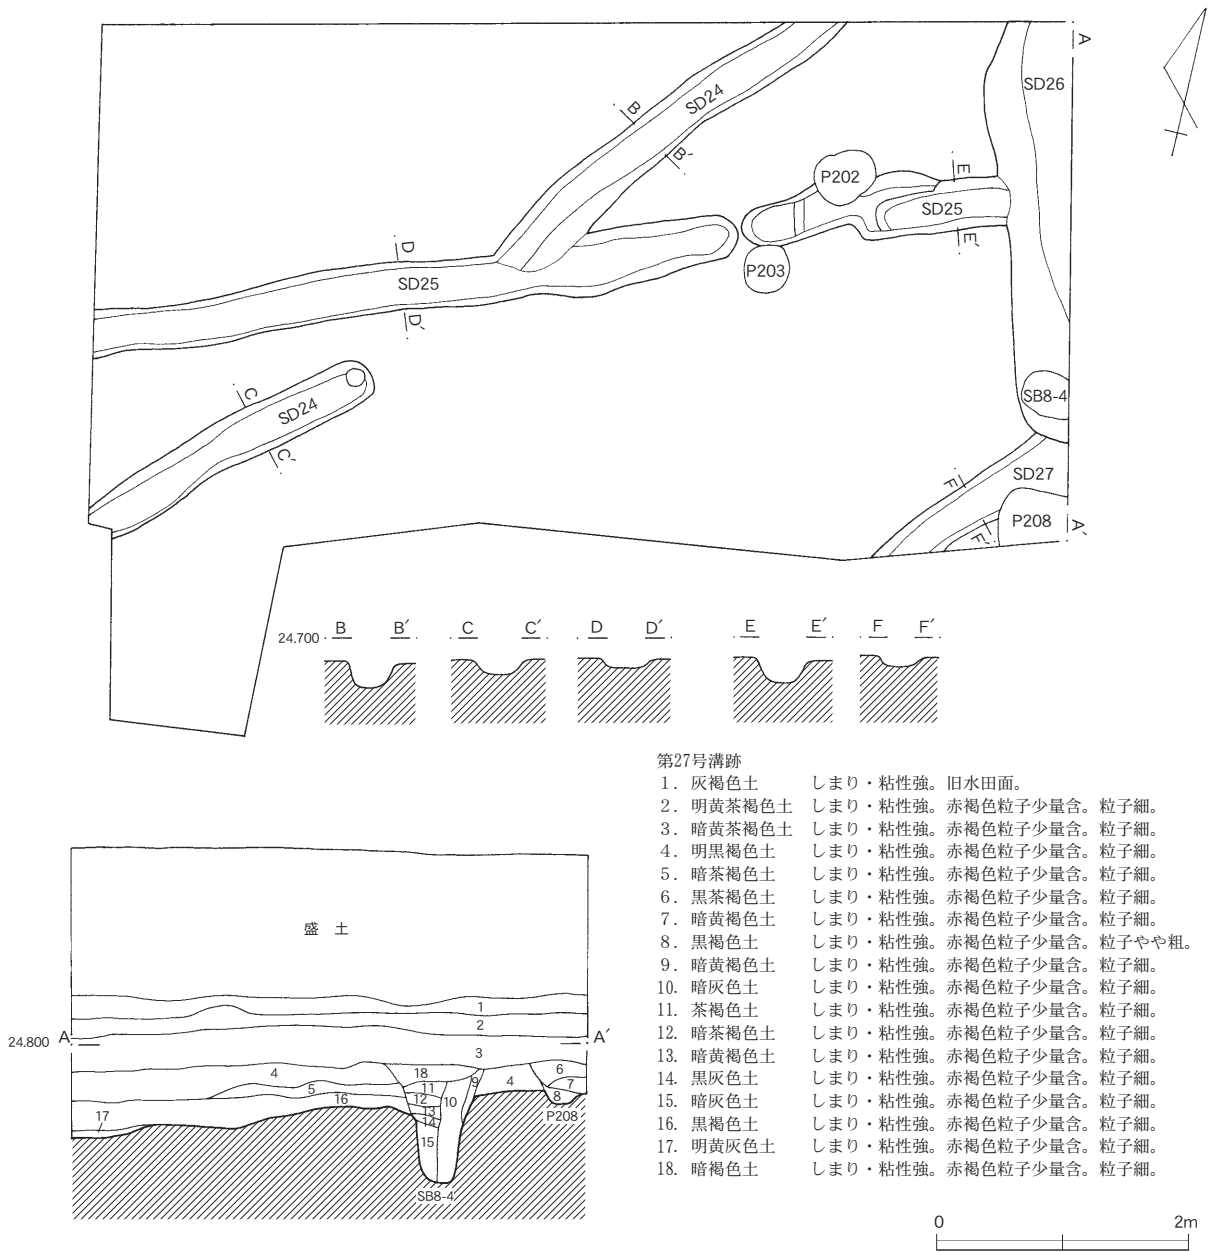 A
SD26
SD24
B
B´
P202
E
SD25
E´
P203
D
SD25
D´
C
SD24
C´
SB8-4
SD27
F
P208
F´
A´
24.700 B B´ C C´ D D´ E E´ F F´
第27号溝跡
1. 灰褐色土 しまり・粘性強。旧水田面。
2. 明黄茶褐色土 しまり・粘性強。赤褐色粒子少量含。粒子細。
3. 暗黄茶褐色土 しまり・粘性強。赤褐色粒子少量含。粒子細。
4. 明黒褐色土 しまり・粘性強。赤褐色粒子少量含。粒子細。
5. 暗茶褐色土 しまり・粘性強。赤褐色粒子少量含。粒子細。
6. 黒茶褐色土 しまり・粘性強。赤褐色粒子少量含。粒子細。
7. 暗黄褐色土 しまり・粘性強。赤褐色粒子少量含。粒子細。
8. 黒褐色土 しまり・粘性強。赤褐色粒子少量含。粒子やや粗。
9. 暗黄褐色土 しまり・粘性強。赤褐色粒子少量含。粒子細。
10. 暗灰色土 しまり・粘性強。赤褐色粒子少量含。粒子細。
11. 茶褐色土 しまり・粘性強。赤褐色粒子少量含。粒子細。
12. 暗茶褐色土 しまり・粘性強。赤褐色粒子少量含。粒子細。
13. 暗黄褐色土 しまり・粘性強。赤褐色粒子少量含。粒子細。
14. 黒灰色土 しまり・粘性強。赤褐色粒子少量含。粒子細。
15. 暗灰色土 しまり・粘性強。赤褐色粒子少量含。粒子細。
16. 黒褐色土 しまり・粘性強。赤褐色粒子少量含。粒子細。
17. 明黄灰色土 しまり・粘性強。赤褐色粒子少量含。粒子細。
18. 暗褐色土 しまり・粘性強。赤褐色粒子少量含。粒子細。
盛土
1
2
24.800 A A´
3
4 18 9 4 6
5 11 7
16 12 10 8
17 13 P208
14
15
SB8-4
0 2m